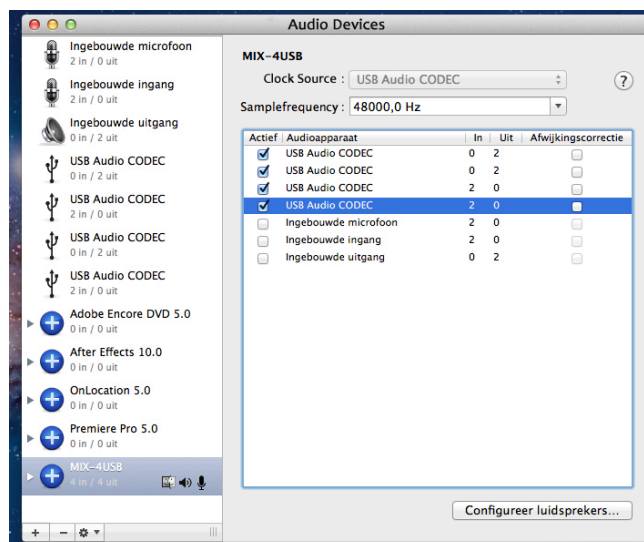 Audio Devices
Ingebouwde microfoon
2 in / 0 uit
Ingebouwde ingang
2 in / 0 uit
Ingebouwde uitgang
0 in / 2 uit
USB Audio CODEC
0 in / 2 uit
USB Audio CODEC
2 in / 0 uit
USB Audio CODEC
0 in / 2 uit
USB Audio CODEC
2 in / 0 uit
Adobe Encore DVD 5.0
0 in / 0 uit
After Effects 10.0
0 in / 0 uit
OnLocation 5.0
0 in / 0 uit
Premiere Pro 5.0
0 in / 0 uit
MIX-4USB
4 in / 4 uit
MIX-4USB
Clock Source : USB Audio CODEC ?
Samplefrequency : 48000,0 Hz
Actief Audioapparaat In Uit Afwijkingscorrectie
USB Audio CODEC 0 2
USB Audio CODEC 0 2
USB Audio CODEC 2 0
USB Audio CODEC 2 0
Ingebouwde microfoon 2 0
Ingebouwde ingang 2 0
Ingebouwde uitgang 0 2
Configureer luidsprekers...